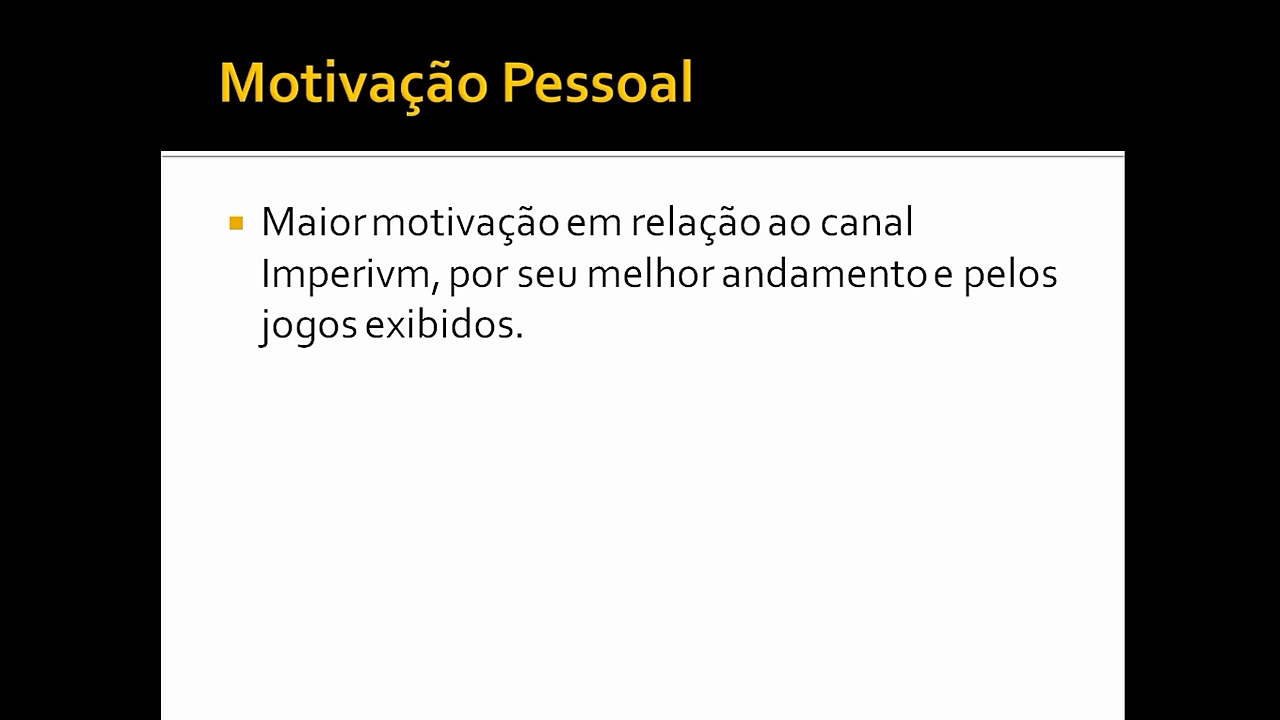 Motivação Pessoal
Maior motivação em relação ao canal
Imperivm, por seu melhor andamento e pelos
jogos exibidos.